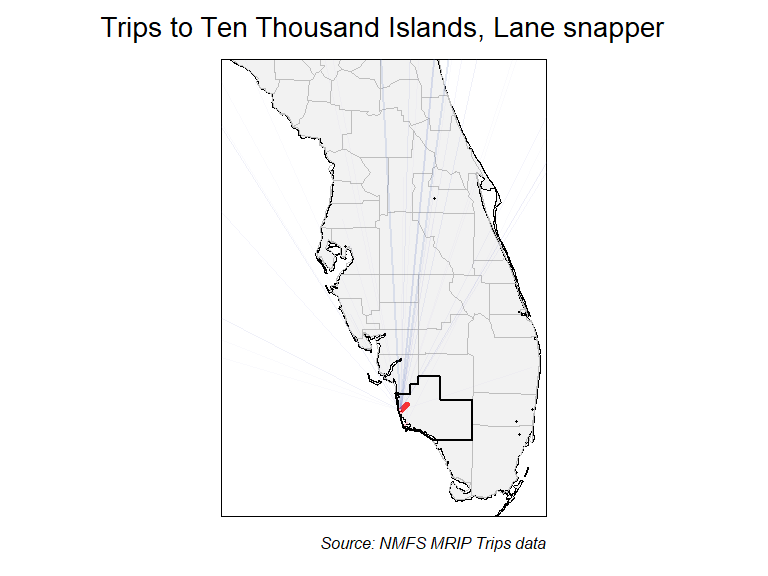 Trips to Ten Thousand Islands, Lane snapper
Source: NMFS MRIP Trips data